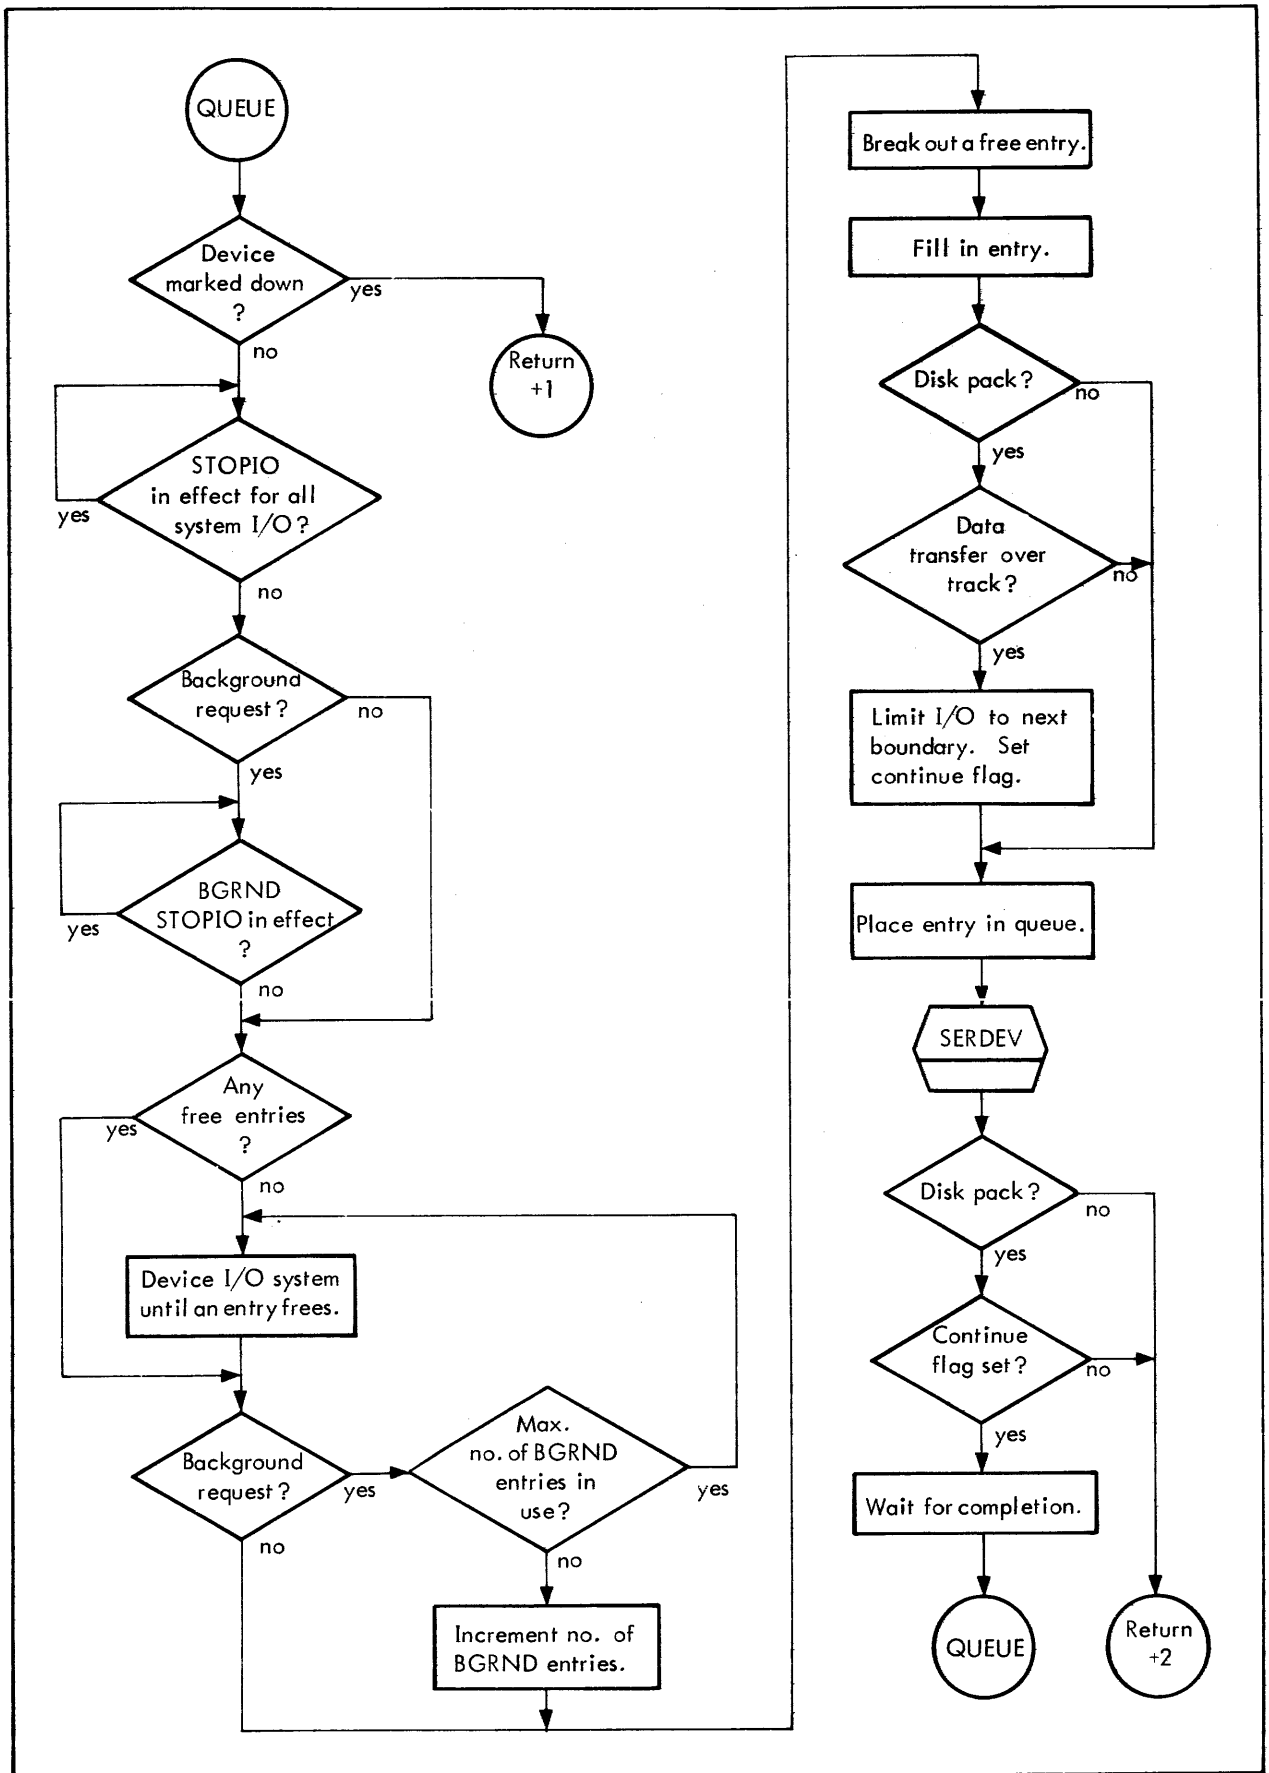 QUEUE
Device
marked down
?
yes
no
Return
+1
STOPIO
in effect for all
system I/O?
yes
no
Background
request?
no
yes
BGRND
STOPIO in effect
?
yes
no
Any
free entries
?
yes
no
Device I/O system
until an entry frees.
Background
request?
yes
no
Max.
no. of BGRND
entries in
use?
yes
no
Increment no. of
BGRND entries.
Break out a free entry.
Fill in entry.
Disk pack?
no
yes
Data
transfer over
track?
no
yes
Limit I/O to next
boundary. Set
continue flag.
Place entry in queue.
SERDEV
Disk pack?
no
yes
Continue
flag set?
no
yes
Wait for completion.
QUEUE
Return
+2